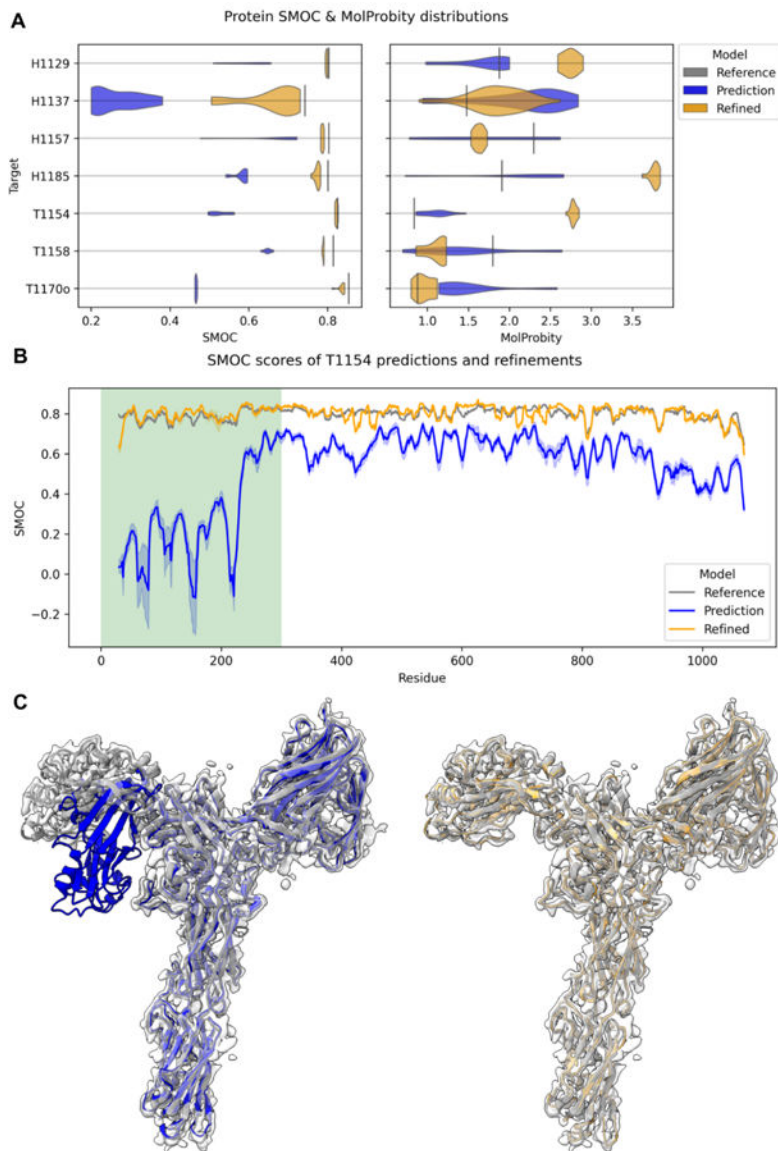 A
Protein SMOC & MolProbity distributions
Model
Reference
Prediction
Refined
Target
H1129
H1137
H1157
H1185
T1154
T1158
T1170o
0.2 0.4 0.6 0.8
SMOC
1.0 1.5 2.0 2.5 3.0 3.5
MolProbity
B
SMOC scores of T1154 predictions and refinements
SMOC
0.8
0.6
0.4
0.2
0.0
−0.2
Model
Reference
Prediction
Refined
0 200 400 600 800 1000
Residue
C